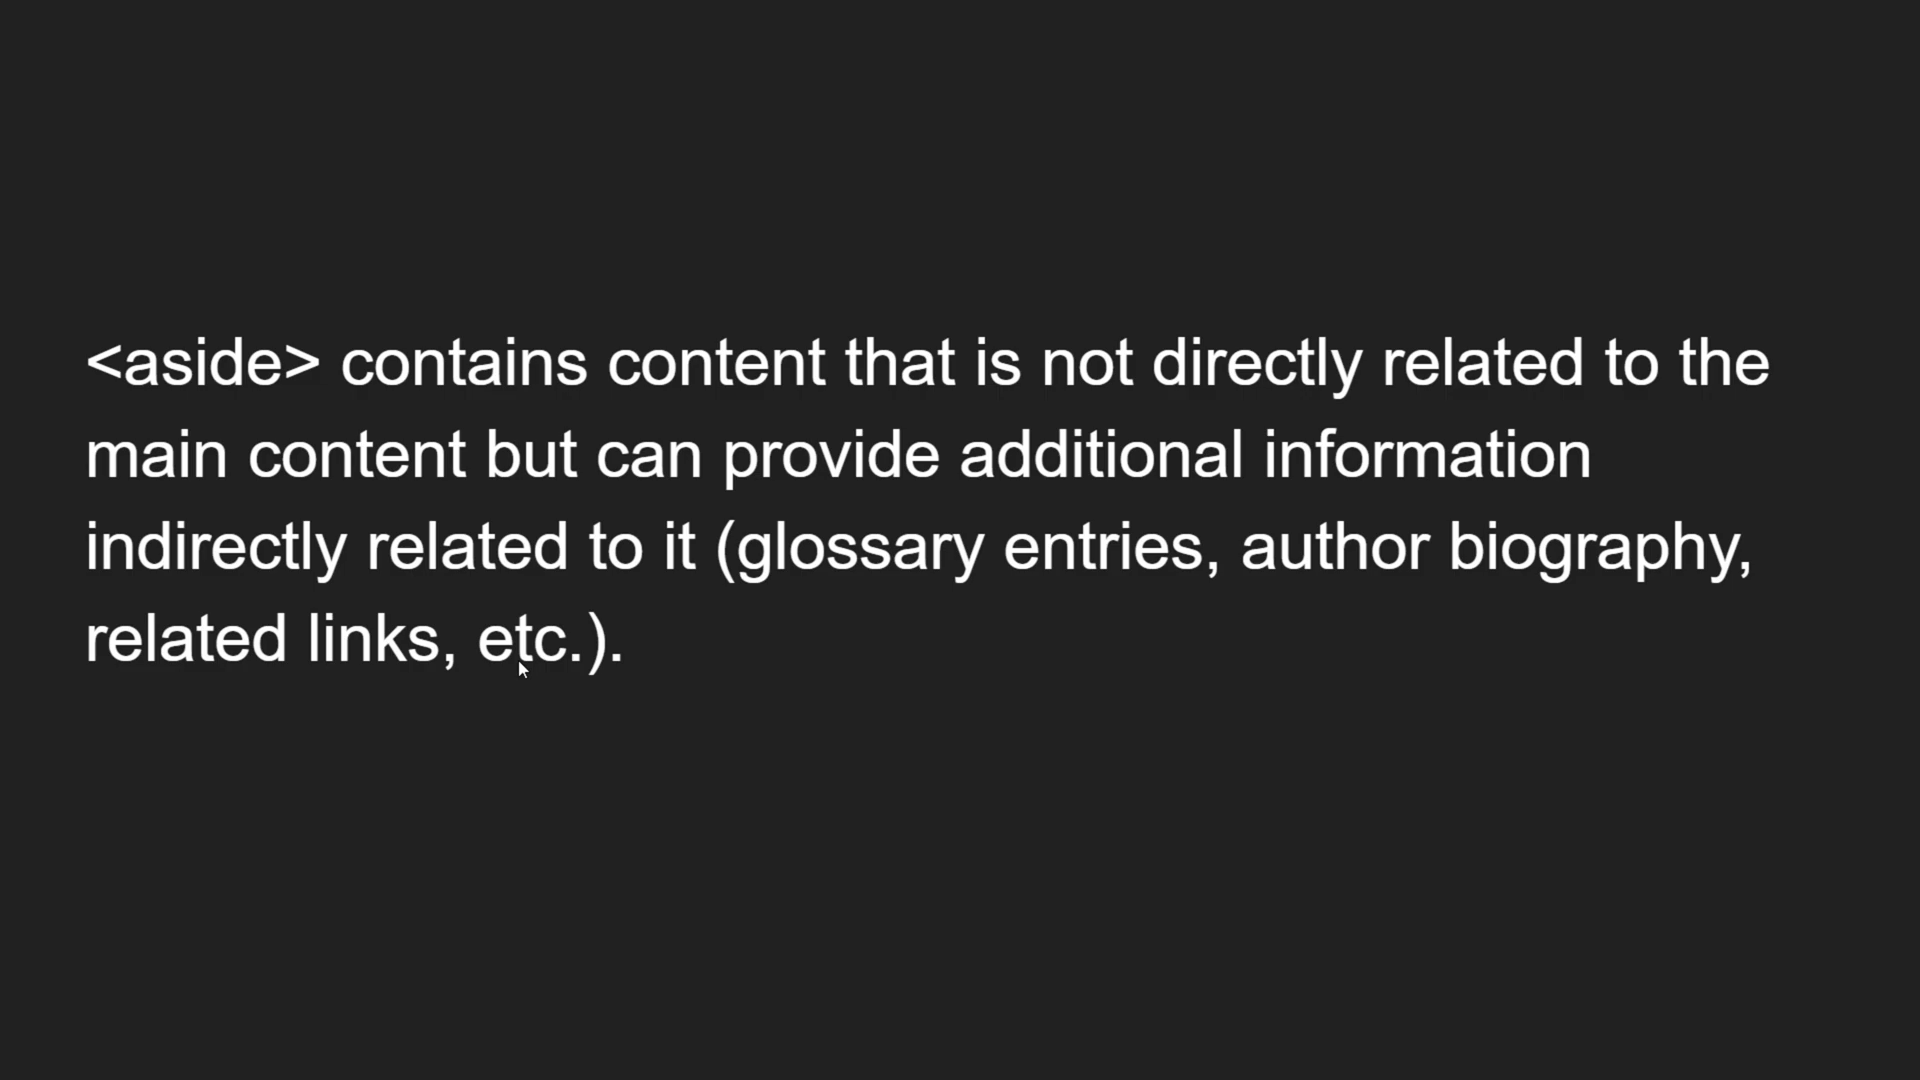 <aside> contains content that is not directly related to the
main content but can provide additional information
indirectly related to it (glossary entries, author biography,
related links, etc.).